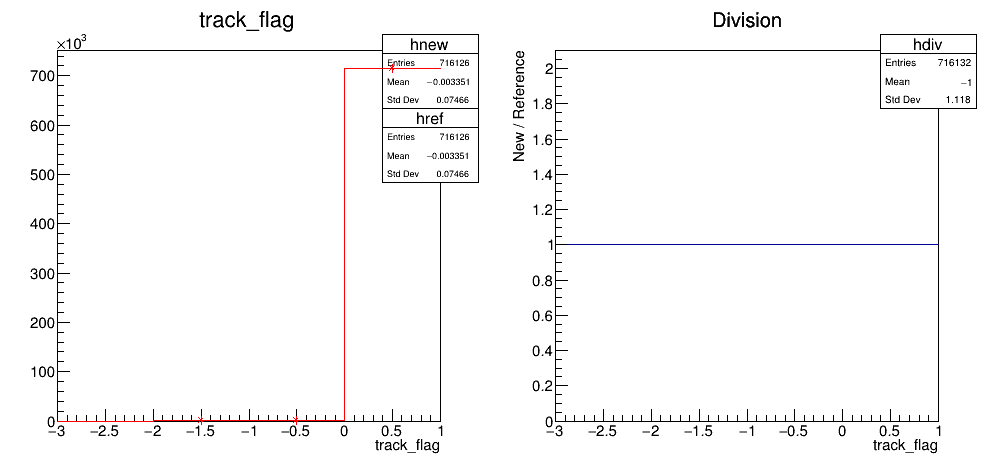 track_flag
×10³
700
600
500
400
300
200
100
0
−3 −2.5 −2 −1.5 −1 −0.5 0 0.5 1
track_flag
hnew
Entries 716126
Mean −0.003351
Std Dev 0.07466
href
Entries 716126
Mean −0.003351
Std Dev 0.07466
Division
New / Reference
2
1.8
1.6
1.4
1.2
1
0.8
0.6
0.4
0.2
0
−3 −2.5 −2 −1.5 −1 −0.5 0 0.5 1
track_flag
hdiv
Entries 716132
Mean −1
Std Dev 1.118